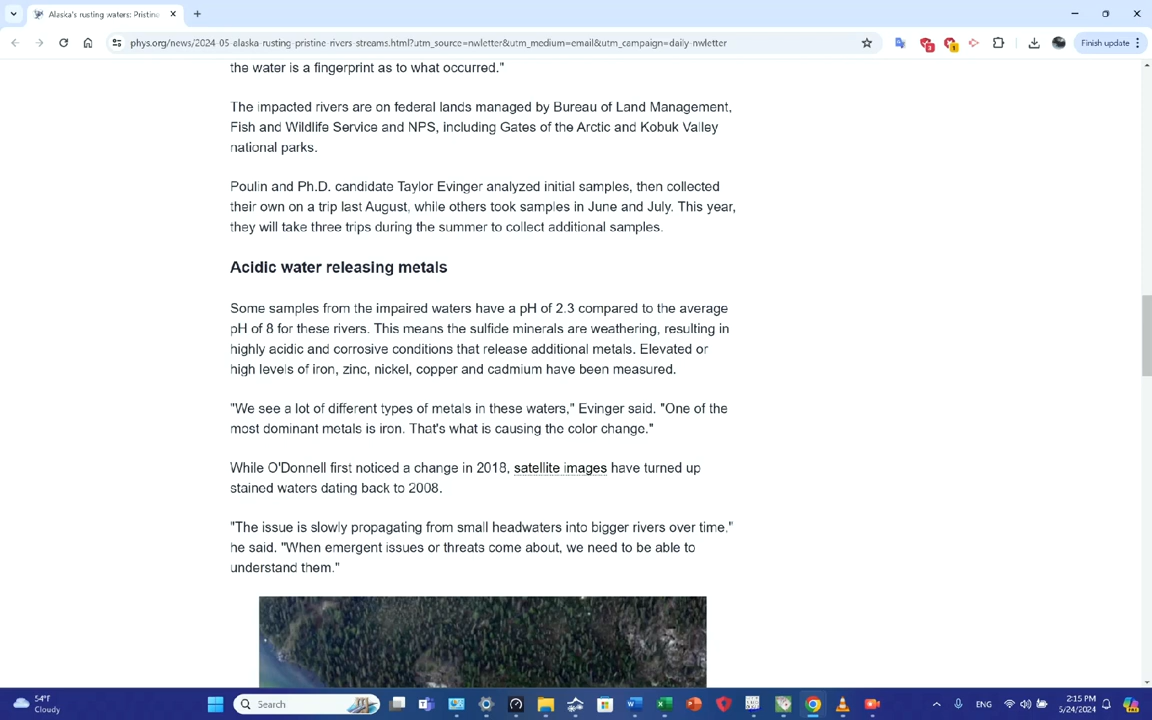 Alaska's rusting waters: Pristine
phys.org/news/2024-05-alaska-rusting-pristine-rivers-streams.html?utm_source=nwletter&utm_medium=email&utm_campaign=daily-nwletter
Finish update
the water is a fingerprint as to what occurred."
The impacted rivers are on federal lands managed by Bureau of Land Management,
Fish and Wildlife Service and NPS, including Gates of the Arctic and Kobuk Valley
national parks.
Poulin and Ph.D. candidate Taylor Evinger analyzed initial samples, then collected
their own on a trip last August, while others took samples in June and July. This year,
they will take three trips during the summer to collect additional samples.
Acidic water releasing metals
Some samples from the impaired waters have a pH of 2.3 compared to the average
pH of 8 for these rivers. This means the sulfide minerals are weathering, resulting in
highly acidic and corrosive conditions that release additional metals. Elevated or
high levels of iron, zinc, nickel, copper and cadmium have been measured.
"We see a lot of different types of metals in these waters," Evinger said. "One of the
most dominant metals is iron. That's what is causing the color change."
While O'Donnell first noticed a change in 2018, satellite images have turned up
stained waters dating back to 2008.
"The issue is slowly propagating from small headwaters into bigger rivers over time."
he said. "When emergent issues or threats come about, we need to be able to
understand them."
54°F
Cloudy
Search
ENG
2:15 PM
5/24/2024